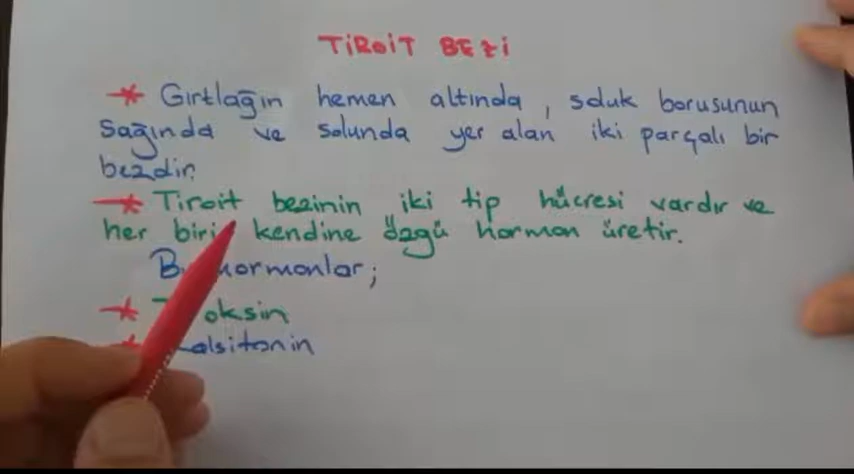 TİROİT BEZİ
* Gırtlağın hemen altında, soluk borusunun
sağında ve solunda yer alan iki parçalı bir
bezdir.
* Tiroit bezinin iki tip hücresi vardır ve
her biri kendine özgü hormon üretir.
hormonlar;
*
*